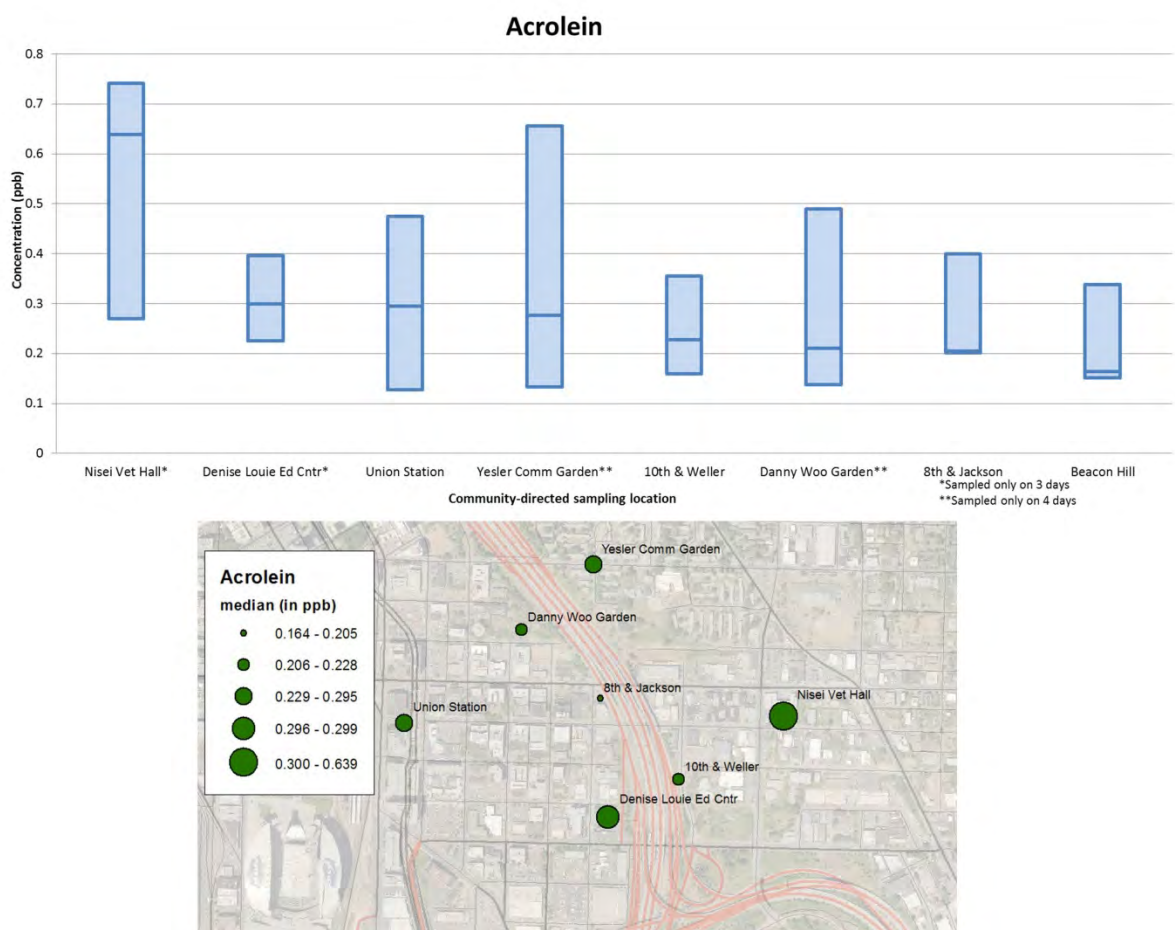 Acrolein
0.8
0.7
0.6
0.5
0.4
0.3
0.2
0.1
0
Concentration (ppb)
Nisei Vet Hall*
Denise Louie Ed Cntr*
Union Station
Yesler Comm Garden**
10th & Weller
Danny Woo Garden**
8th & Jackson
Beacon Hill
*Sampled only on 3 days
**Sampled only on 4 days
Community-directed sampling location
Acrolein
median (in ppb)
0.164 - 0.205
0.206 - 0.228
0.229 - 0.295
0.296 - 0.299
0.300 - 0.639
Yesler Comm Garden
Danny Woo Garden
8th & Jackson
Nisei Vet Hall
Union Station
10th & Weller
Denise Louie Ed Cntr